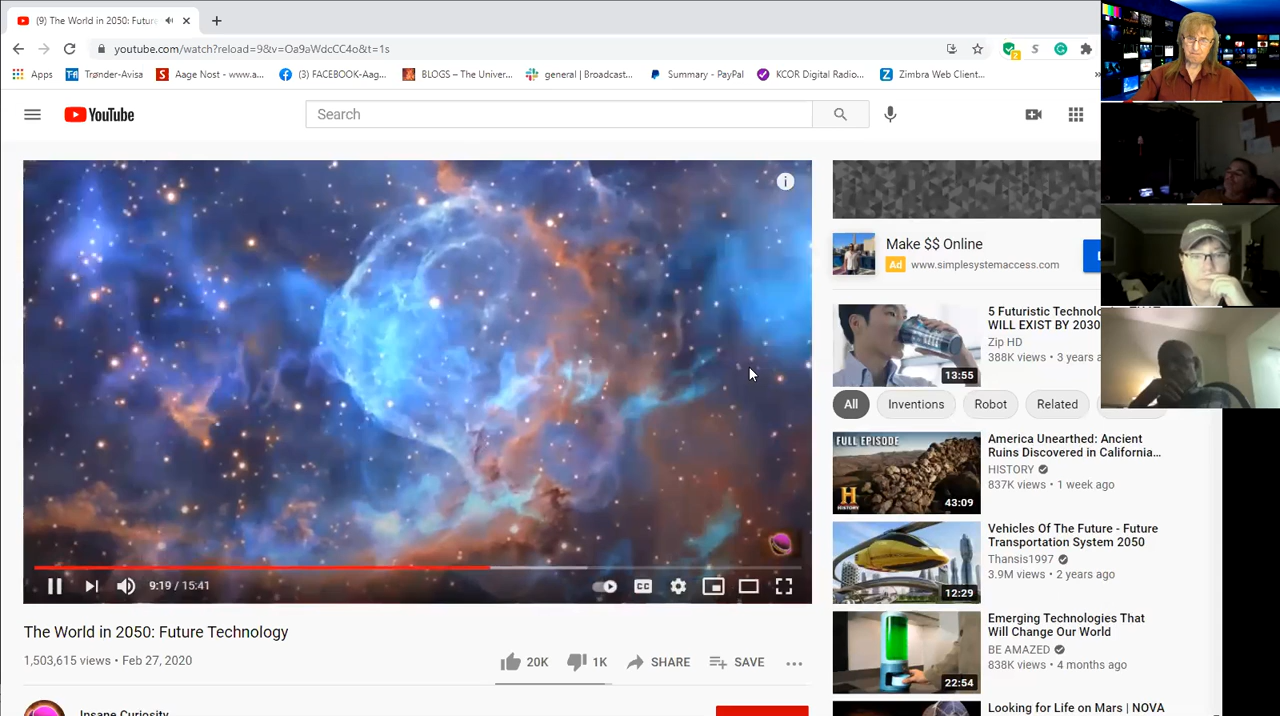 (9) The World in 2050: Futur
youtube.com/watch?reload=9&v=Oa9aWdcCC4o&t=1s
2
Apps
Trønder-Avisa
Aage Nost - www.a...
(3) FACEBOOK-Aag...
BLOG - The Univer...
general | Broadcast...
Summary - PayPal
KCOR Digital Radio...
Zimbra Web Client...
»
YouTube
Search
Make $$ Online
Ad www.simplesystemaccess.com
5 Futuristic Technolo
WILL EXIST BY 2030
Zip HD
388K views • 3 years a
13:55
All
Inventions
Robot
Related
FULL EPISODE
H
HISTORY
43:09
America Unearthed: Ancient
Ruins Discovered in California...
HISTORY
837K views • 1 week ago
Vehicles Of The Future - Future
Transportation System 2050
Thansis1997
3.9M views • 2 years ago
12:29
9:19 / 15:41
CC
The World in 2050: Future Technology
1,503,615 views • Feb 27, 2020
20K
1K
SHARE
SAVE
Emerging Technologies That
Will Change Our World
BE AMAZED
838K views • 4 months ago
22:54
Insane Curiosity
Looking for Life on Mars | NOVA